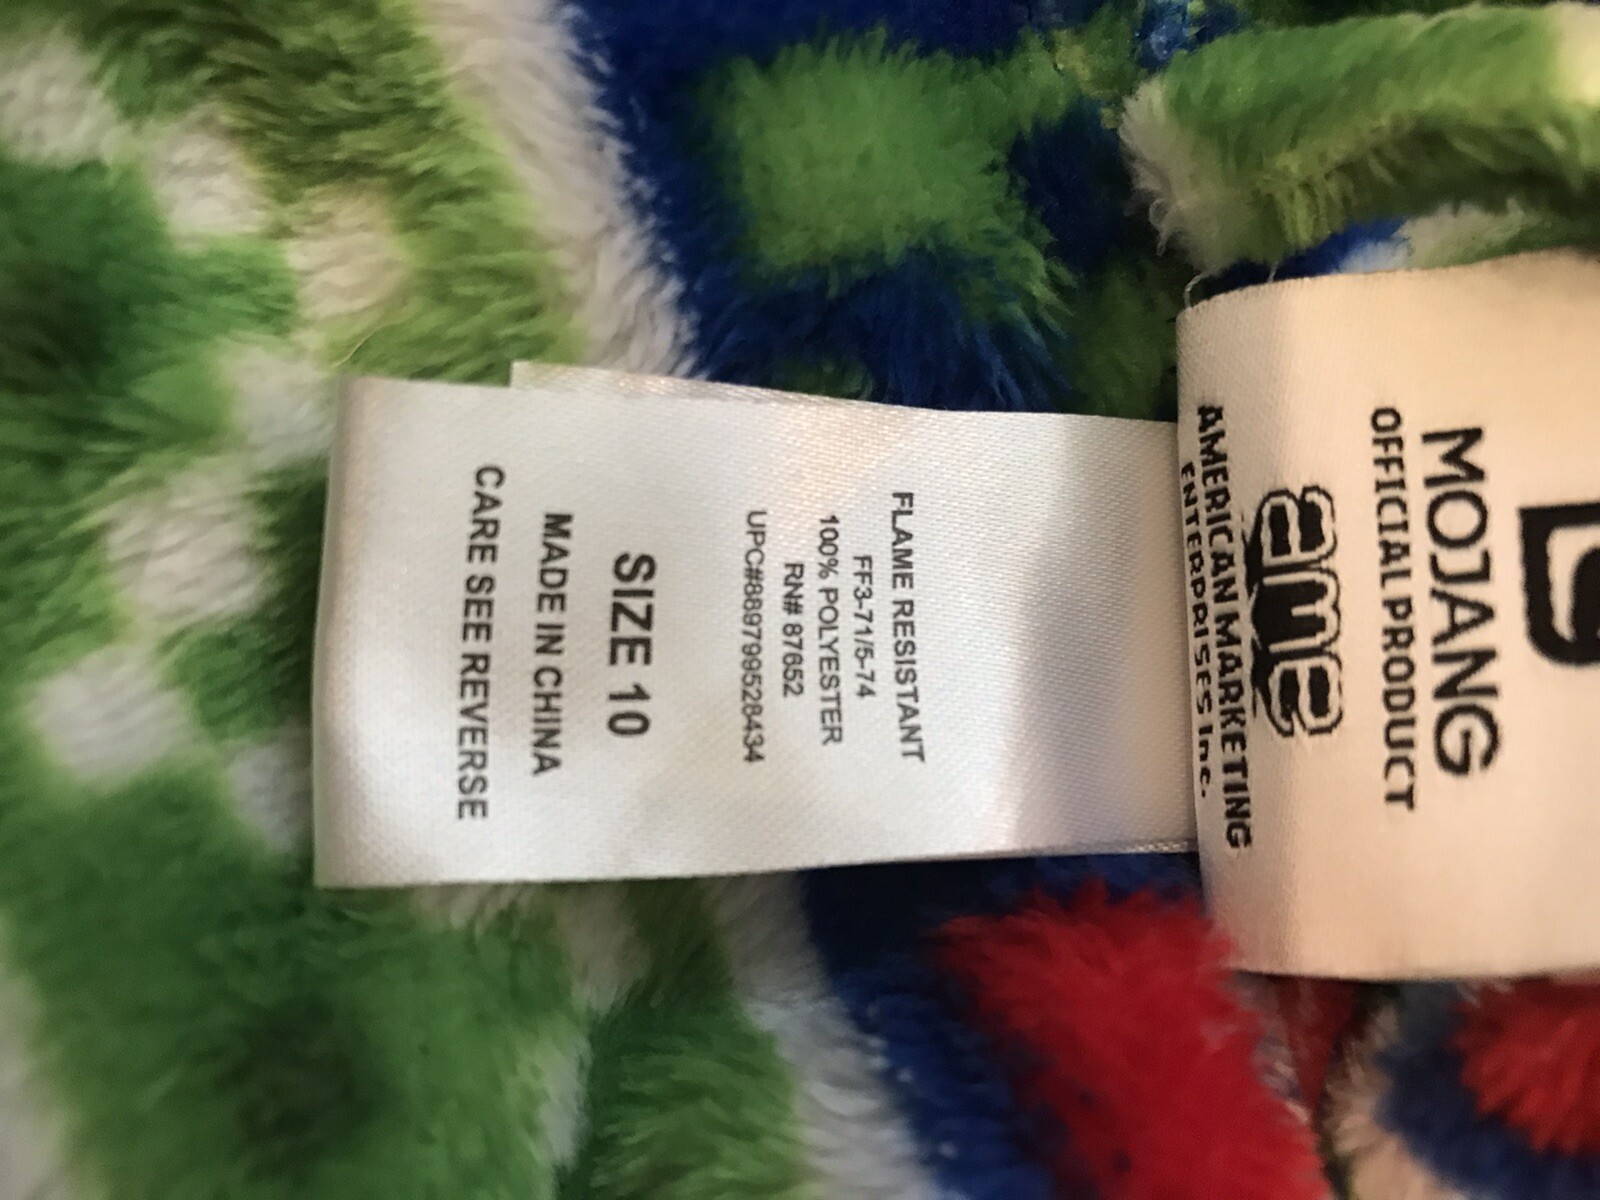 MOJANG
OFFICIAL PRODUCT
ame
AMERICAN MARKETING
ENTERPRISES Inc.
FLAME RESISTANT
FF3-71/5-74
100% POLYESTER
RN# 87652
UPC#889799528434
SIZE 10
MADE IN CHINA
CARE SEE REVERSE